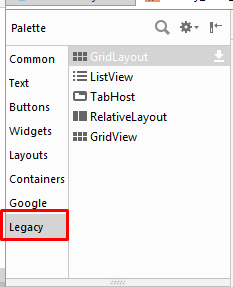 Palette
Common
Text
Buttons
Widgets
Layouts
Containers
Google
Legacy
GridLayout
ListView
TabHost
RelativeLayout
GridView